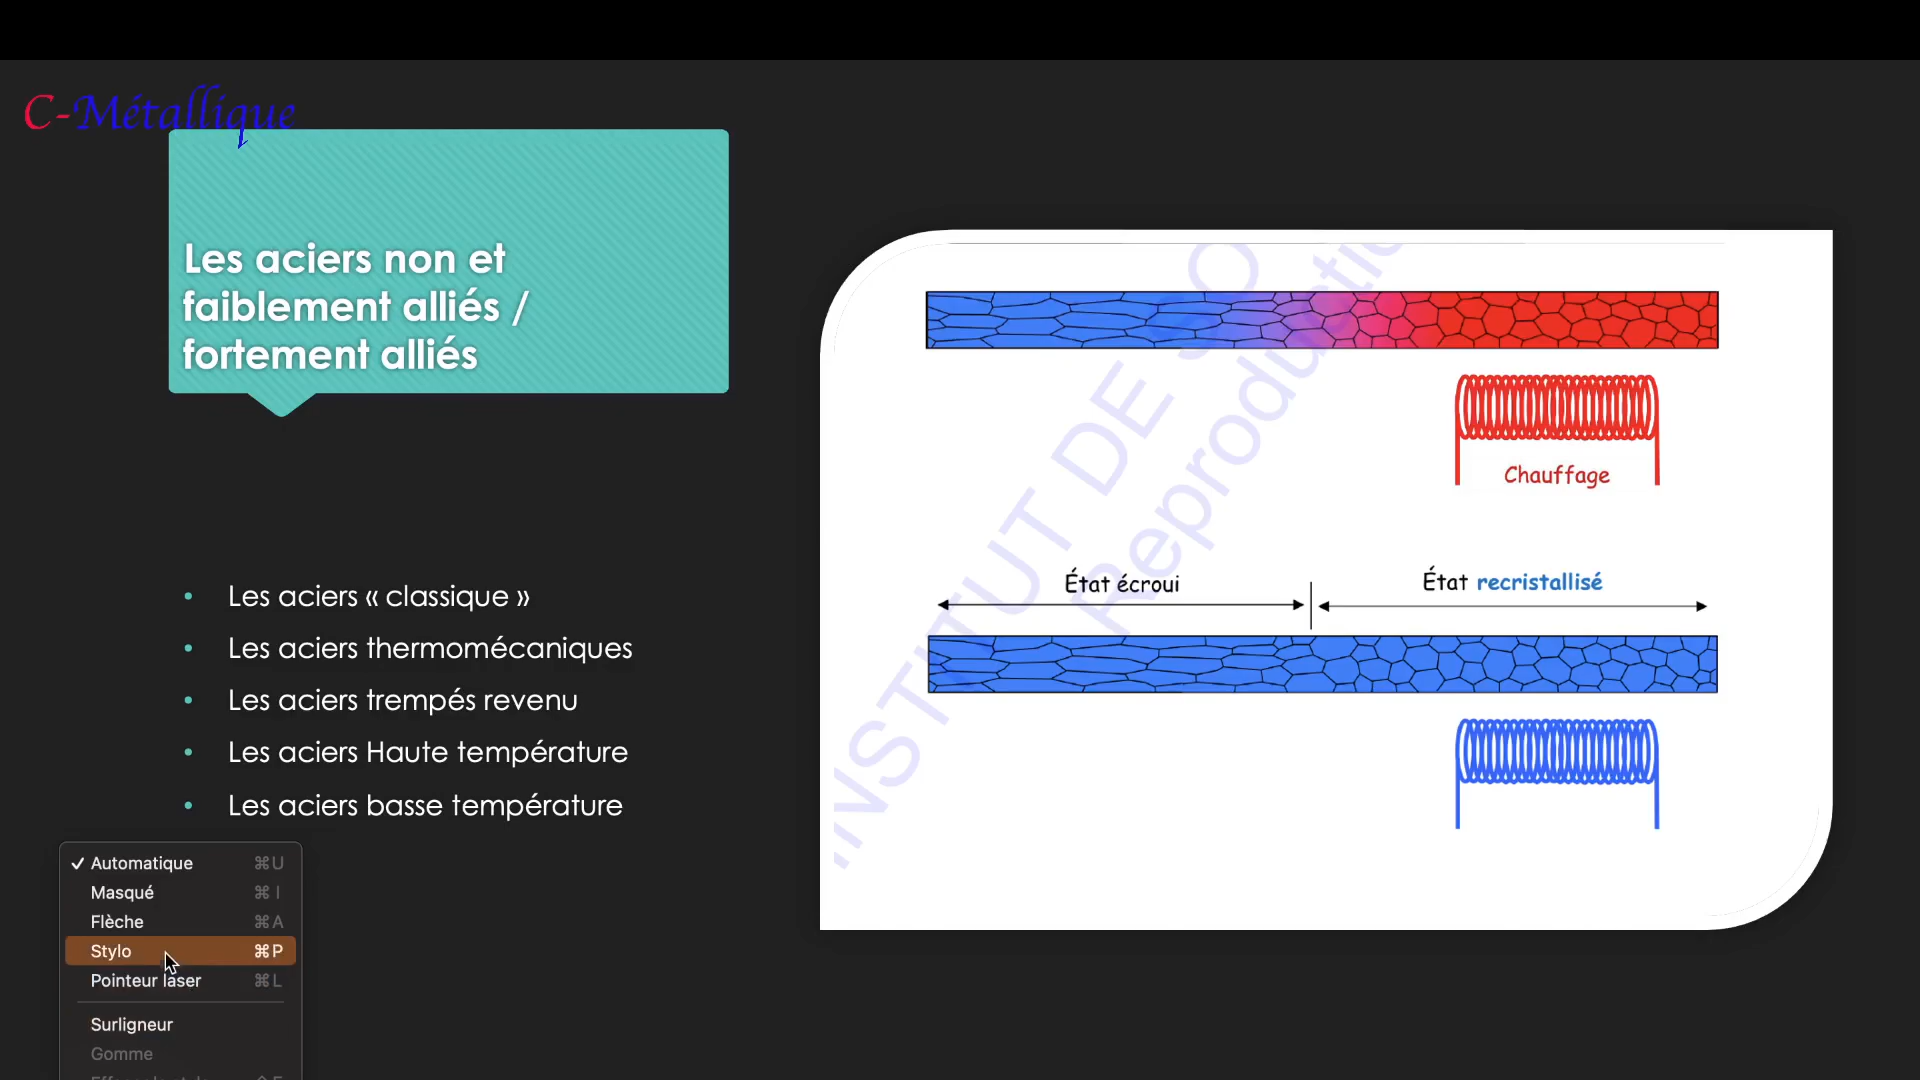 C-Métallique
Les aciers non et
faiblement alliés /
fortement alliés
• Les aciers « classique »
• Les aciers thermomécaniques
• Les aciers trempés revenu
• Les aciers Haute température
• Les aciers basse température
INSTITUT DE SO
Reproductio
Chauffage
État écroui
État recristallisé
✓ Automatique ⌘U
Masqué ⌘I
Flèche ⌘A
Stylo ⌘P
Pointeur laser ⌘L
Surligneur
Gomme